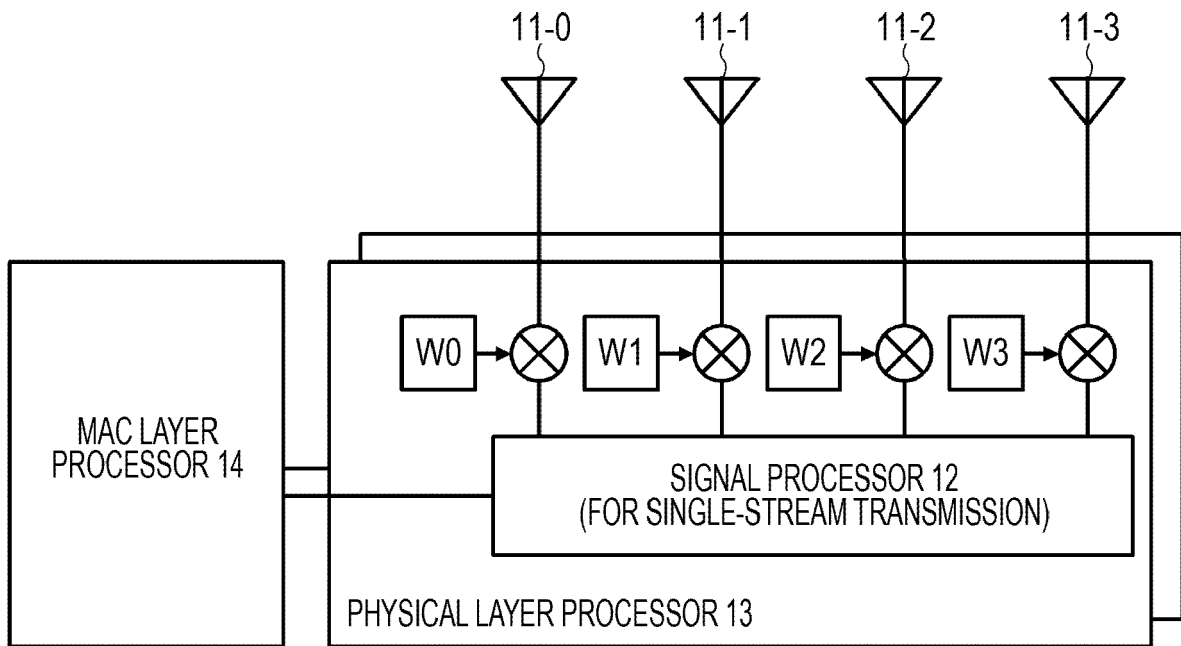 11-0 11-1 11-2 11-3
W0 W1 W2 W3
MAC LAYER
PROCESSOR 14
SIGNAL PROCESSOR 12
(FOR SINGLE-STREAM TRANSMISSION)
PHYSICAL LAYER PROCESSOR 13